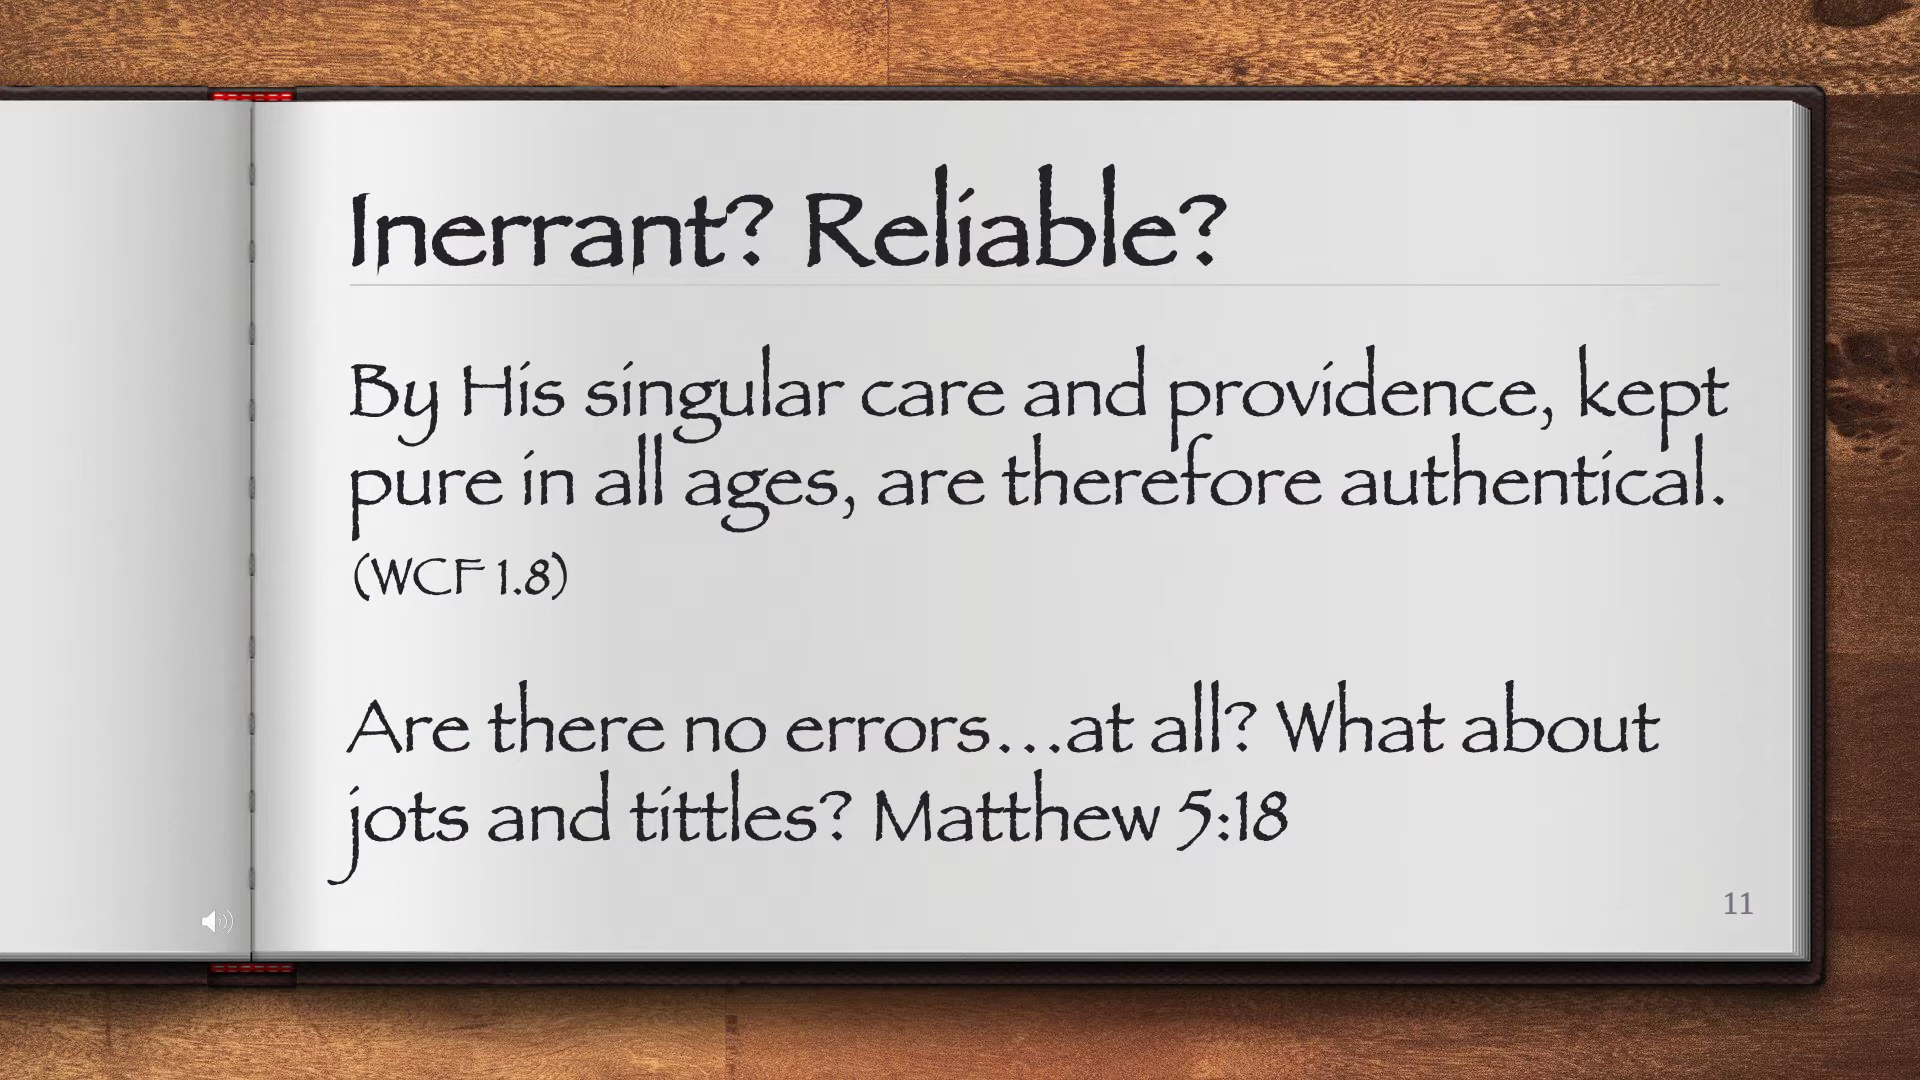 Inerrant? Reliable?
By His singular care and providence, kept
pure in all ages, are therefore authentical.
(WCF 1.8)
Are there no errors…at all? What about
jots and tittles? Matthew 5:18
11